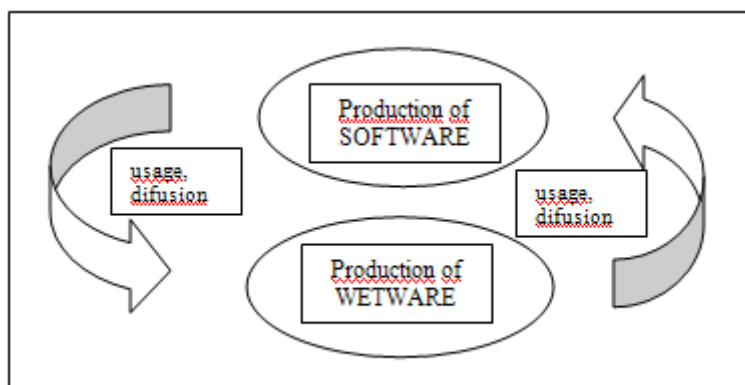 Production of
SOFTWARE
usage,
difusion
usage,
difusion
Production of
WETWARE